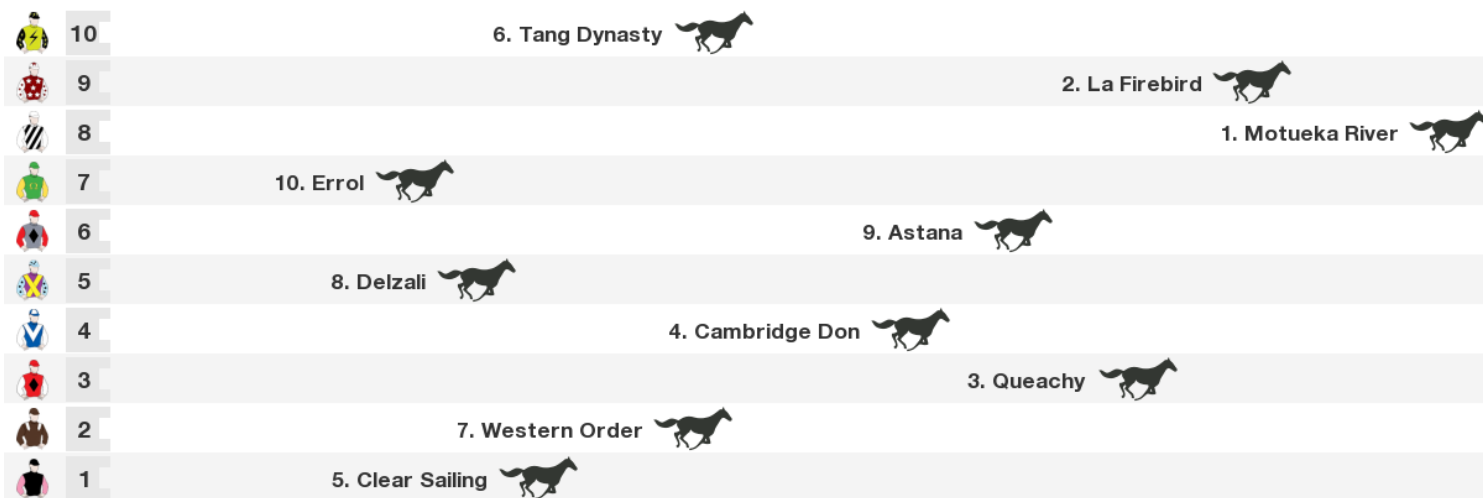 10 6. Tang Dynasty
9 2. La Firebird
8 1. Motueka River
7 10. Errol
6 9. Astana
5 8. Delzali
4 4. Cambridge Don
3 3. Queachy
2 7. Western Order
1 5. Clear Sailing